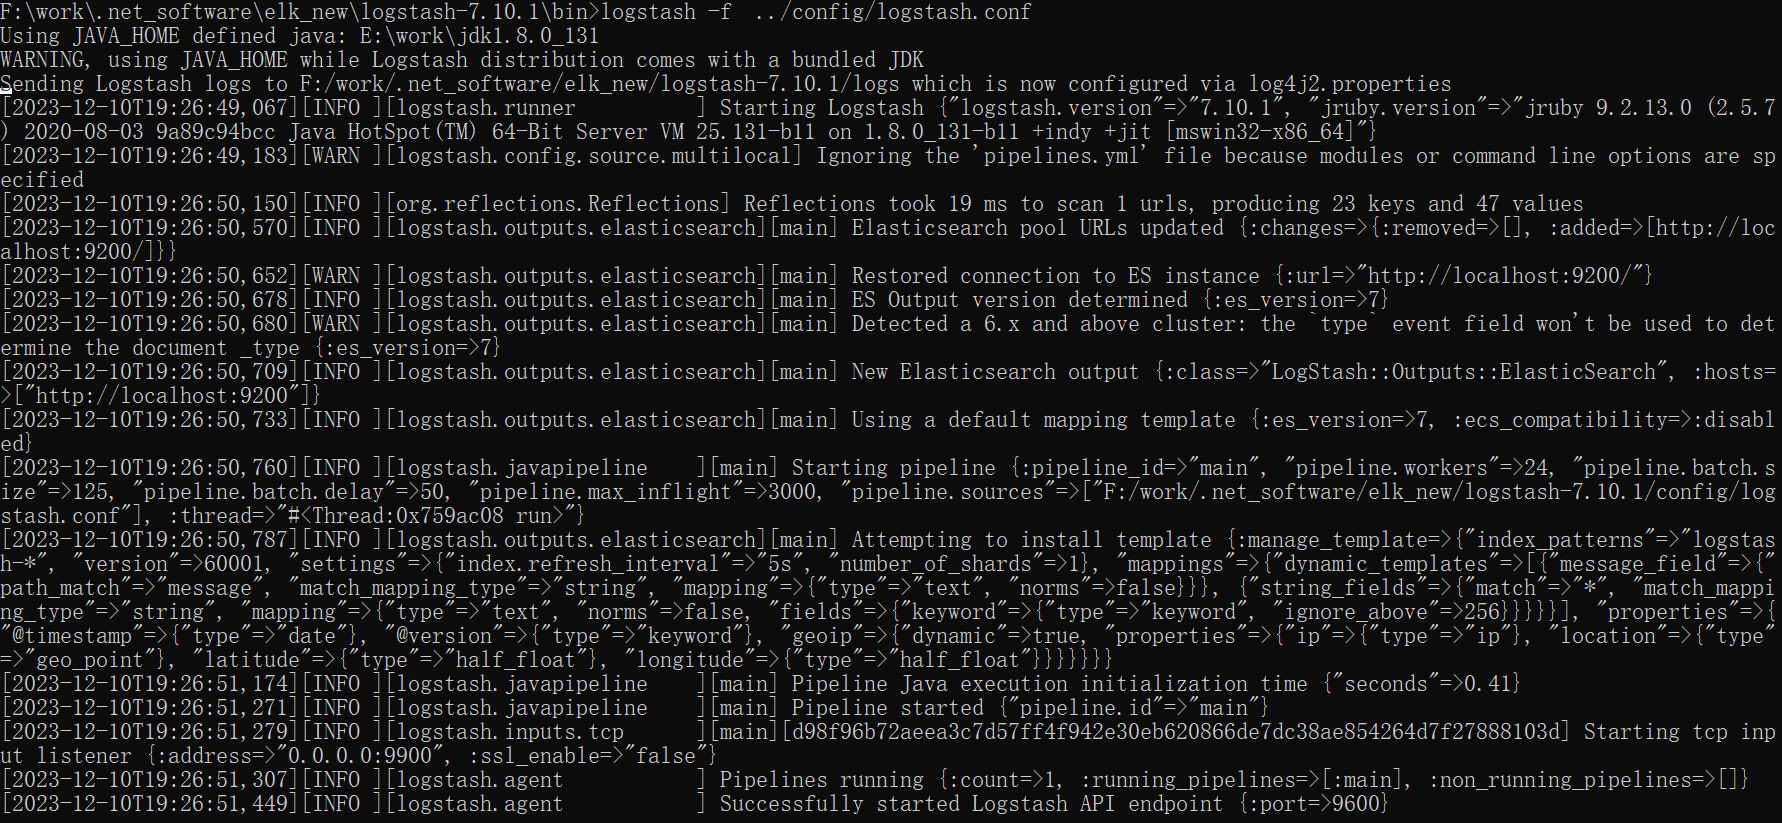 F:\work\.net_software\elk_new\logstash-7.10.1\bin>logstash -f  ../config/logstash.conf
Using JAVA_HOME defined java: E:\work\jdk1.8.0_131
WARNING, using JAVA_HOME while Logstash distribution comes with a bundled JDK
Sending Logstash logs to F:/work/.net_software/elk_new/logstash-7.10.1/logs which is now configured via log4j2.properties
[2023-12-10T19:26:49,067][INFO ][logstash.runner          ] Starting Logstash {"logstash.version"=>"7.10.1", "jruby.version"=>"jruby 9.2.13.0 (2.5.7
) 2020-08-03 9a89c94bcc Java HotSpot(TM) 64-Bit Server VM 25.131-b11 on 1.8.0_131-b11 +indy +jit [mswin32-x86_64]"}
[2023-12-10T19:26:49,183][WARN ][logstash.config.source.multilocal] Ignoring the 'pipelines.yml' file because modules or command line options are sp
ecified
[2023-12-10T19:26:50,150][INFO ][org.reflections.Reflections] Reflections took 19 ms to scan 1 urls, producing 23 keys and 47 values
[2023-12-10T19:26:50,570][INFO ][logstash.outputs.elasticsearch][main] Elasticsearch pool URLs updated {:changes=>{:removed=>[], :added=>[http://loc
alhost:9200/]}}
[2023-12-10T19:26:50,652][WARN ][logstash.outputs.elasticsearch][main] Restored connection to ES instance {:url=>"http://localhost:9200/"}
[2023-12-10T19:26:50,678][INFO ][logstash.outputs.elasticsearch][main] ES Output version determined {:es_version=>7}
[2023-12-10T19:26:50,680][WARN ][logstash.outputs.elasticsearch][main] Detected a 6.x and above cluster: the `type` event field won't be used to det
ermine the document _type {:es_version=>7}
[2023-12-10T19:26:50,709][INFO ][logstash.outputs.elasticsearch][main] New Elasticsearch output {:class=>"LogStash::Outputs::ElasticSearch", :hosts=
>["http://localhost:9200"]}
[2023-12-10T19:26:50,733][INFO ][logstash.outputs.elasticsearch][main] Using a default mapping template {:es_version=>7, :ecs_compatibility=>:disabl
ed}
[2023-12-10T19:26:50,760][INFO ][logstash.javapipeline    ][main] Starting pipeline {:pipeline_id=>"main", "pipeline.workers"=>24, "pipeline.batch.s
ize"=>125, "pipeline.batch.delay"=>50, "pipeline.max_inflight"=>3000, "pipeline.sources"=>["F:/work/.net_software/elk_new/logstash-7.10.1/config/log
stash.conf"], :thread=>"#<Thread:0x759ac08 run>"}
[2023-12-10T19:26:50,787][INFO ][logstash.outputs.elasticsearch][main] Attempting to install template {:manage_template=>{"index_patterns"=>"logstas
h-*", "version"=>60001, "settings"=>{"index.refresh_interval"=>"5s", "number_of_shards"=>1}, "mappings"=>{"dynamic_templates"=>[{"message_field"=>{"
path_match"=>"message", "match_mapping_type"=>"string", "mapping"=>{"type"=>"text", "norms"=>false}}}, {"string_fields"=>{"match"=>"*", "match_mappi
ng_type"=>"string", "mapping"=>{"type"=>"text", "norms"=>false, "fields"=>{"keyword"=>{"type"=>"keyword", "ignore_above"=>256}}}}}], "properties"=>{
"@timestamp"=>{"type"=>"date"}, "@version"=>{"type"=>"keyword"}, "geoip"=>{"dynamic"=>true, "properties"=>{"ip"=>{"type"=>"ip"}, "location"=>{"type"
=>"geo_point"}, "latitude"=>{"type"=>"half_float"}, "longitude"=>{"type"=>"half_float"}}}}}}}
[2023-12-10T19:26:51,174][INFO ][logstash.javapipeline    ][main] Pipeline Java execution initialization time {"seconds"=>0.41}
[2023-12-10T19:26:51,271][INFO ][logstash.javapipeline    ][main] Pipeline started {"pipeline.id"=>"main"}
[2023-12-10T19:26:51,279][INFO ][logstash.inputs.tcp      ][main][d98f96b72aeea3c7d57ff4f942e30eb620866de7dc38ae854264d7f27888103d] Starting tcp inp
ut listener {:address=>"0.0.0.0:9900", :ssl_enable=>"false"}
[2023-12-10T19:26:51,307][INFO ][logstash.agent           ] Pipelines running {:count=>1, :running_pipelines=>[:main], :non_running_pipelines=>[]}
[2023-12-10T19:26:51,449][INFO ][logstash.agent           ] Successfully started Logstash API endpoint {:port=>9600}